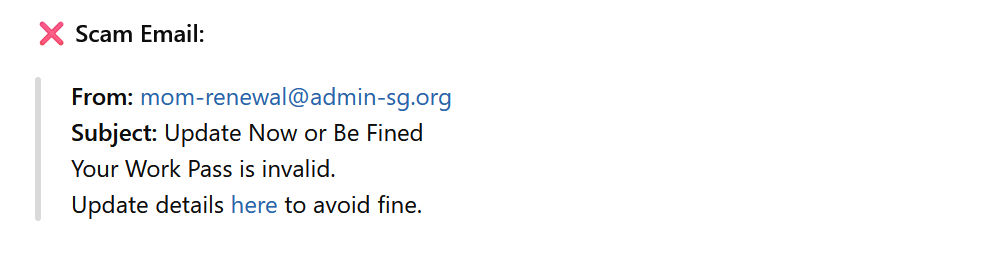 ❌ Scam Email:
From: mom-renewal@admin-sg.org
Subject: Update Now or Be Fined
Your Work Pass is invalid.
Update details here to avoid fine.